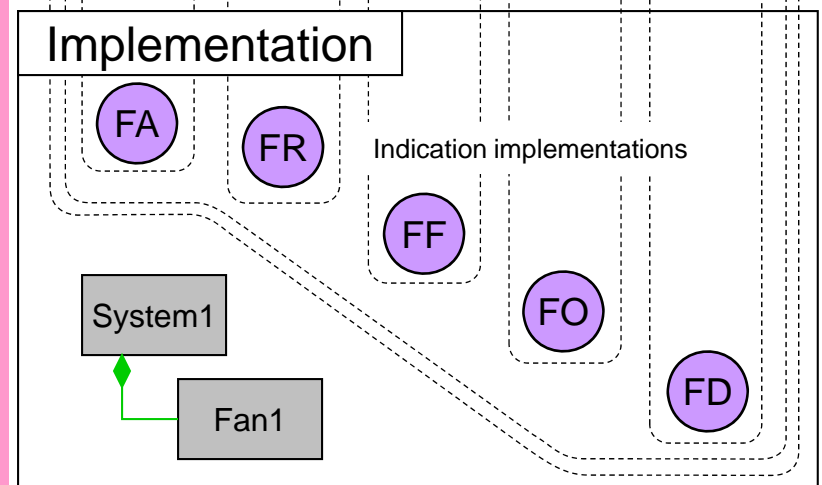 Implementation
FA
FR
Indication implementations
FF
System1
FO
FD
Fan1